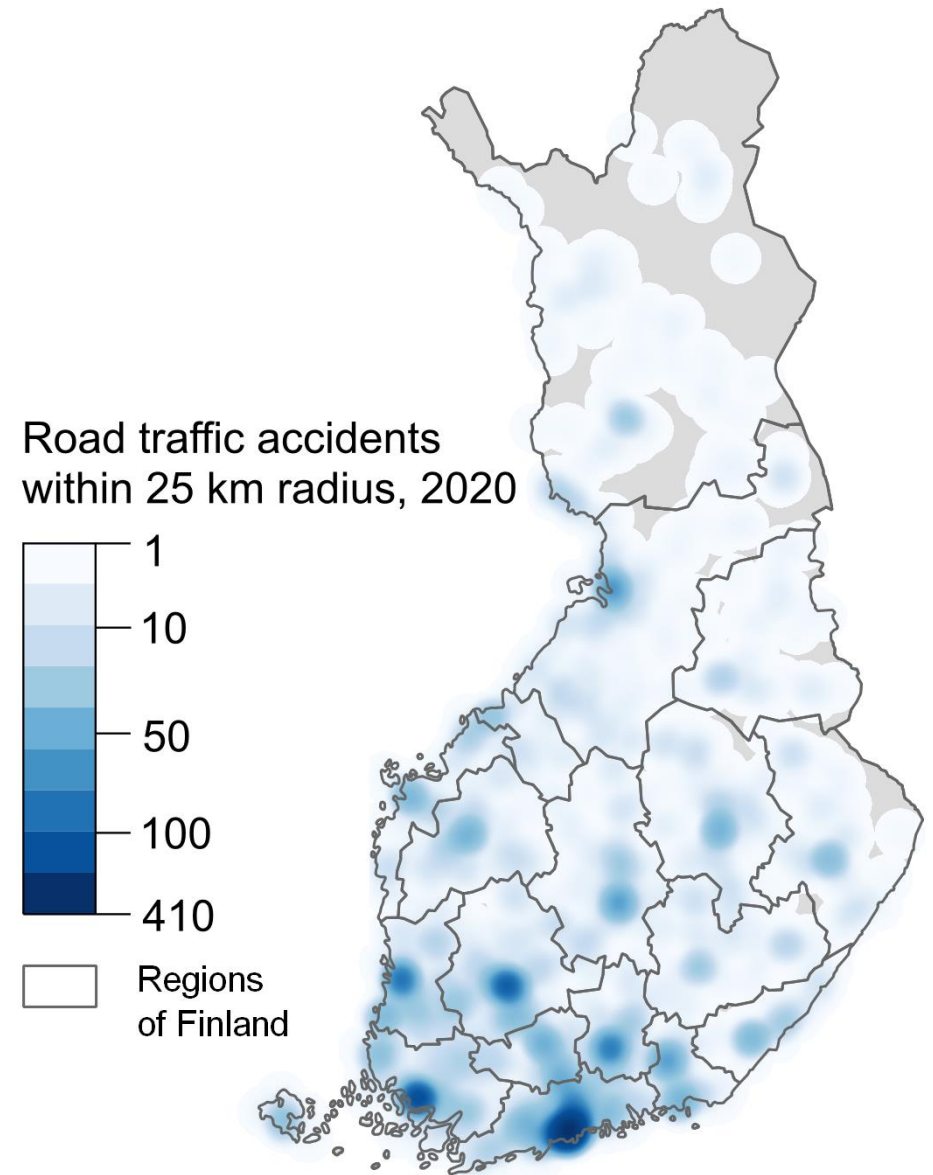 Road traffic accidents
within 25 km radius, 2020
1
10
50
100
410
Regions
of Finland